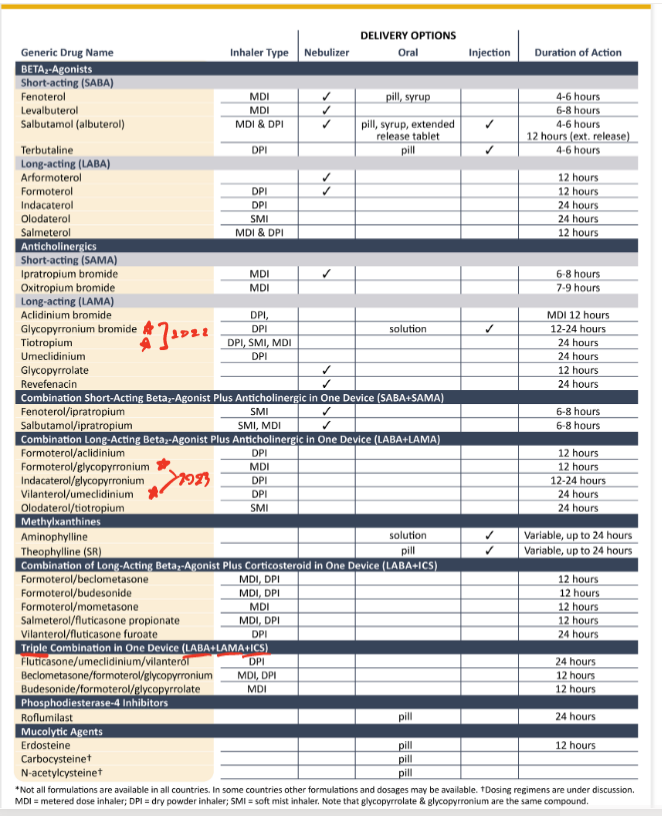 DELIVERY OPTIONS
Generic Drug Name Inhaler Type Nebulizer Oral Injection Duration of Action
BETA₂-Agonists
Short-acting (SABA)
Fenoterol MDI ✓ pill, syrup 4-6 hours
Levalbuterol MDI ✓ 6-8 hours
Salbutamol (albuterol) MDI & DPI ✓ pill, syrup, extended ✓ 4-6 hours
release tablet 12 hours (ext. release)
Terbutaline DPI pill ✓ 4-6 hours
Long-acting (LABA)
Arformoterol ✓ 12 hours
Formoterol DPI ✓ 12 hours
Indacaterol DPI 24 hours
Olodaterol SMI 24 hours
Salmeterol MDI & DPI 12 hours
Anticholinergics
Short-acting (SAMA)
Ipratropium bromide MDI ✓ 6-8 hours
Oxitropium bromide MDI 7-9 hours
Long-acting (LAMA)
Aclidinium bromide DPI, MDI 12 hours
Glycopyrronium bromide DPI solution ✓ 12-24 hours
2022
Tiotropium DPI, SMI, MDI 24 hours
Umeclidinium DPI 24 hours
Glycopyrrolate ✓ 12 hours
Revefenacin ✓ 24 hours
Combination Short-Acting Beta₂-Agonist Plus Anticholinergic in One Device (SABA+SAMA)
Fenoterol/ipratropium SMI ✓ 6-8 hours
Salbutamol/ipratropium SMI, MDI ✓ 6-8 hours
Combination Long-Acting Beta₂-Agonist Plus Anticholinergic in One Device (LABA+LAMA)
Formoterol/aclidinium DPI 12 hours
Formoterol/glycopyrronium MDI 12 hours
Indacaterol/glycopyrronium 2023 DPI 12-24 hours
Vilanterol/umeclidinium DPI 24 hours
Olodaterol/tiotropium SMI 24 hours
Methylxanthines
Aminophylline solution ✓ Variable, up to 24 hours
Theophylline (SR) pill ✓ Variable, up to 24 hours
Combination of Long-Acting Beta₂-Agonist Plus Corticosteroid in One Device (LABA+ICS)
Formoterol/beclometasone MDI, DPI 12 hours
Formoterol/budesonide MDI, DPI 12 hours
Formoterol/mometasone MDI 12 hours
Salmeterol/fluticasone propionate MDI, DPI 12 hours
Vilanterol/fluticasone furoate DPI 24 hours
Triple Combination in One Device (LABA+LAMA+ICS)
Fluticasone/umeclidinium/vilanterol DPI 24 hours
Beclometasone/formoterol/glycopyrronium MDI, DPI 12 hours
Budesonide/formoterol/glycopyrrolate MDI 12 hours
Phosphodiesterase-4 Inhibitors
Roflumilast pill 24 hours
Mucolytic Agents
Erdosteine pill 12 hours
Carbocysteine† pill
N-acetylcysteine† pill
*Not all formulations are available in all countries. In some countries other formulations and dosages may be available. †Dosing regimens are under discussion.
MDI = metered dose inhaler; DPI = dry powder inhaler; SMI = soft mist inhaler. Note that glycopyrrolate & glycopyrronium are the same compound.